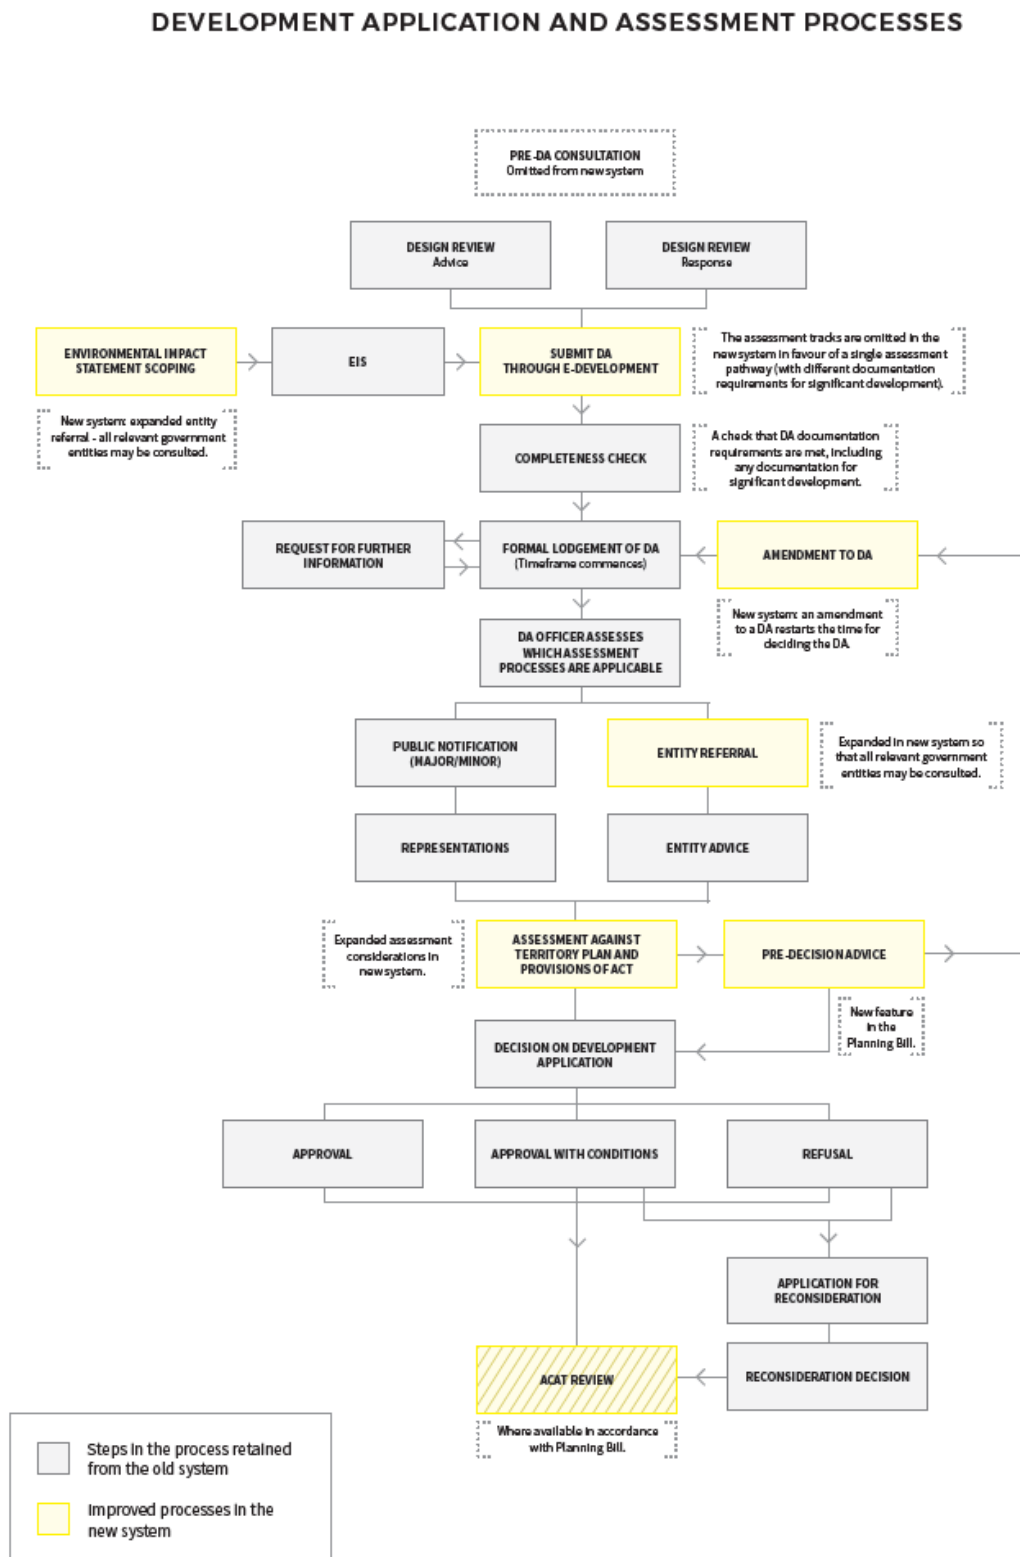 DEVELOPMENT APPLICATION AND ASSESSMENT PROCESSES
PRE-DA CONSULTATION
Omitted from new system
DESIGN REVIEW
Advice
DESIGN REVIEW
Response
ENVIRONMENTAL IMPACT
STATEMENT SCOPING
EIS
SUBMIT DA
THROUGH E-DEVELOPMENT
The assessment tracks are omitted in the
new system in favour of a single assessment
pathway (with different documentation
requirements for significant development).
New system: expanded entity
referral - all relevant government
entities may be consulted.
COMPLETENESS CHECK
A check that DA documentation
requirements are met, including
any documentation for
significant development.
REQUEST FOR FURTHER
INFORMATION
FORMAL LODGEMENT OF DA
(Timeframe commences)
AMENDMENT TO DA
New system: an amendment
to a DA restarts the time for
deciding the DA.
DA OFFICER ASSESSES
WHICH ASSESSMENT
PROCESSES ARE APPLICABLE
PUBLIC NOTIFICATION
(MAJOR/MINOR)
ENTITY REFERRAL
Expanded in new system so
that all relevant government
entities may be consulted.
REPRESENTATIONS
ENTITY ADVICE
Expanded assessment
considerations in
new system.
ASSESSMENT AGAINST
TERRITORY PLAN AND
PROVISIONS OF ACT
PRE-DECISION ADVICE
New feature
in the
Planning Bill.
DECISION ON DEVELOPMENT
APPLICATION
APPROVAL
APPROVAL WITH CONDITIONS
REFUSAL
APPLICATION FOR
RECONSIDERATION
ACAT REVIEW
RECONSIDERATION DECISION
Where available in accordance
with Planning Bill.
Steps in the process retained
from the old system
Improved processes in the
new system